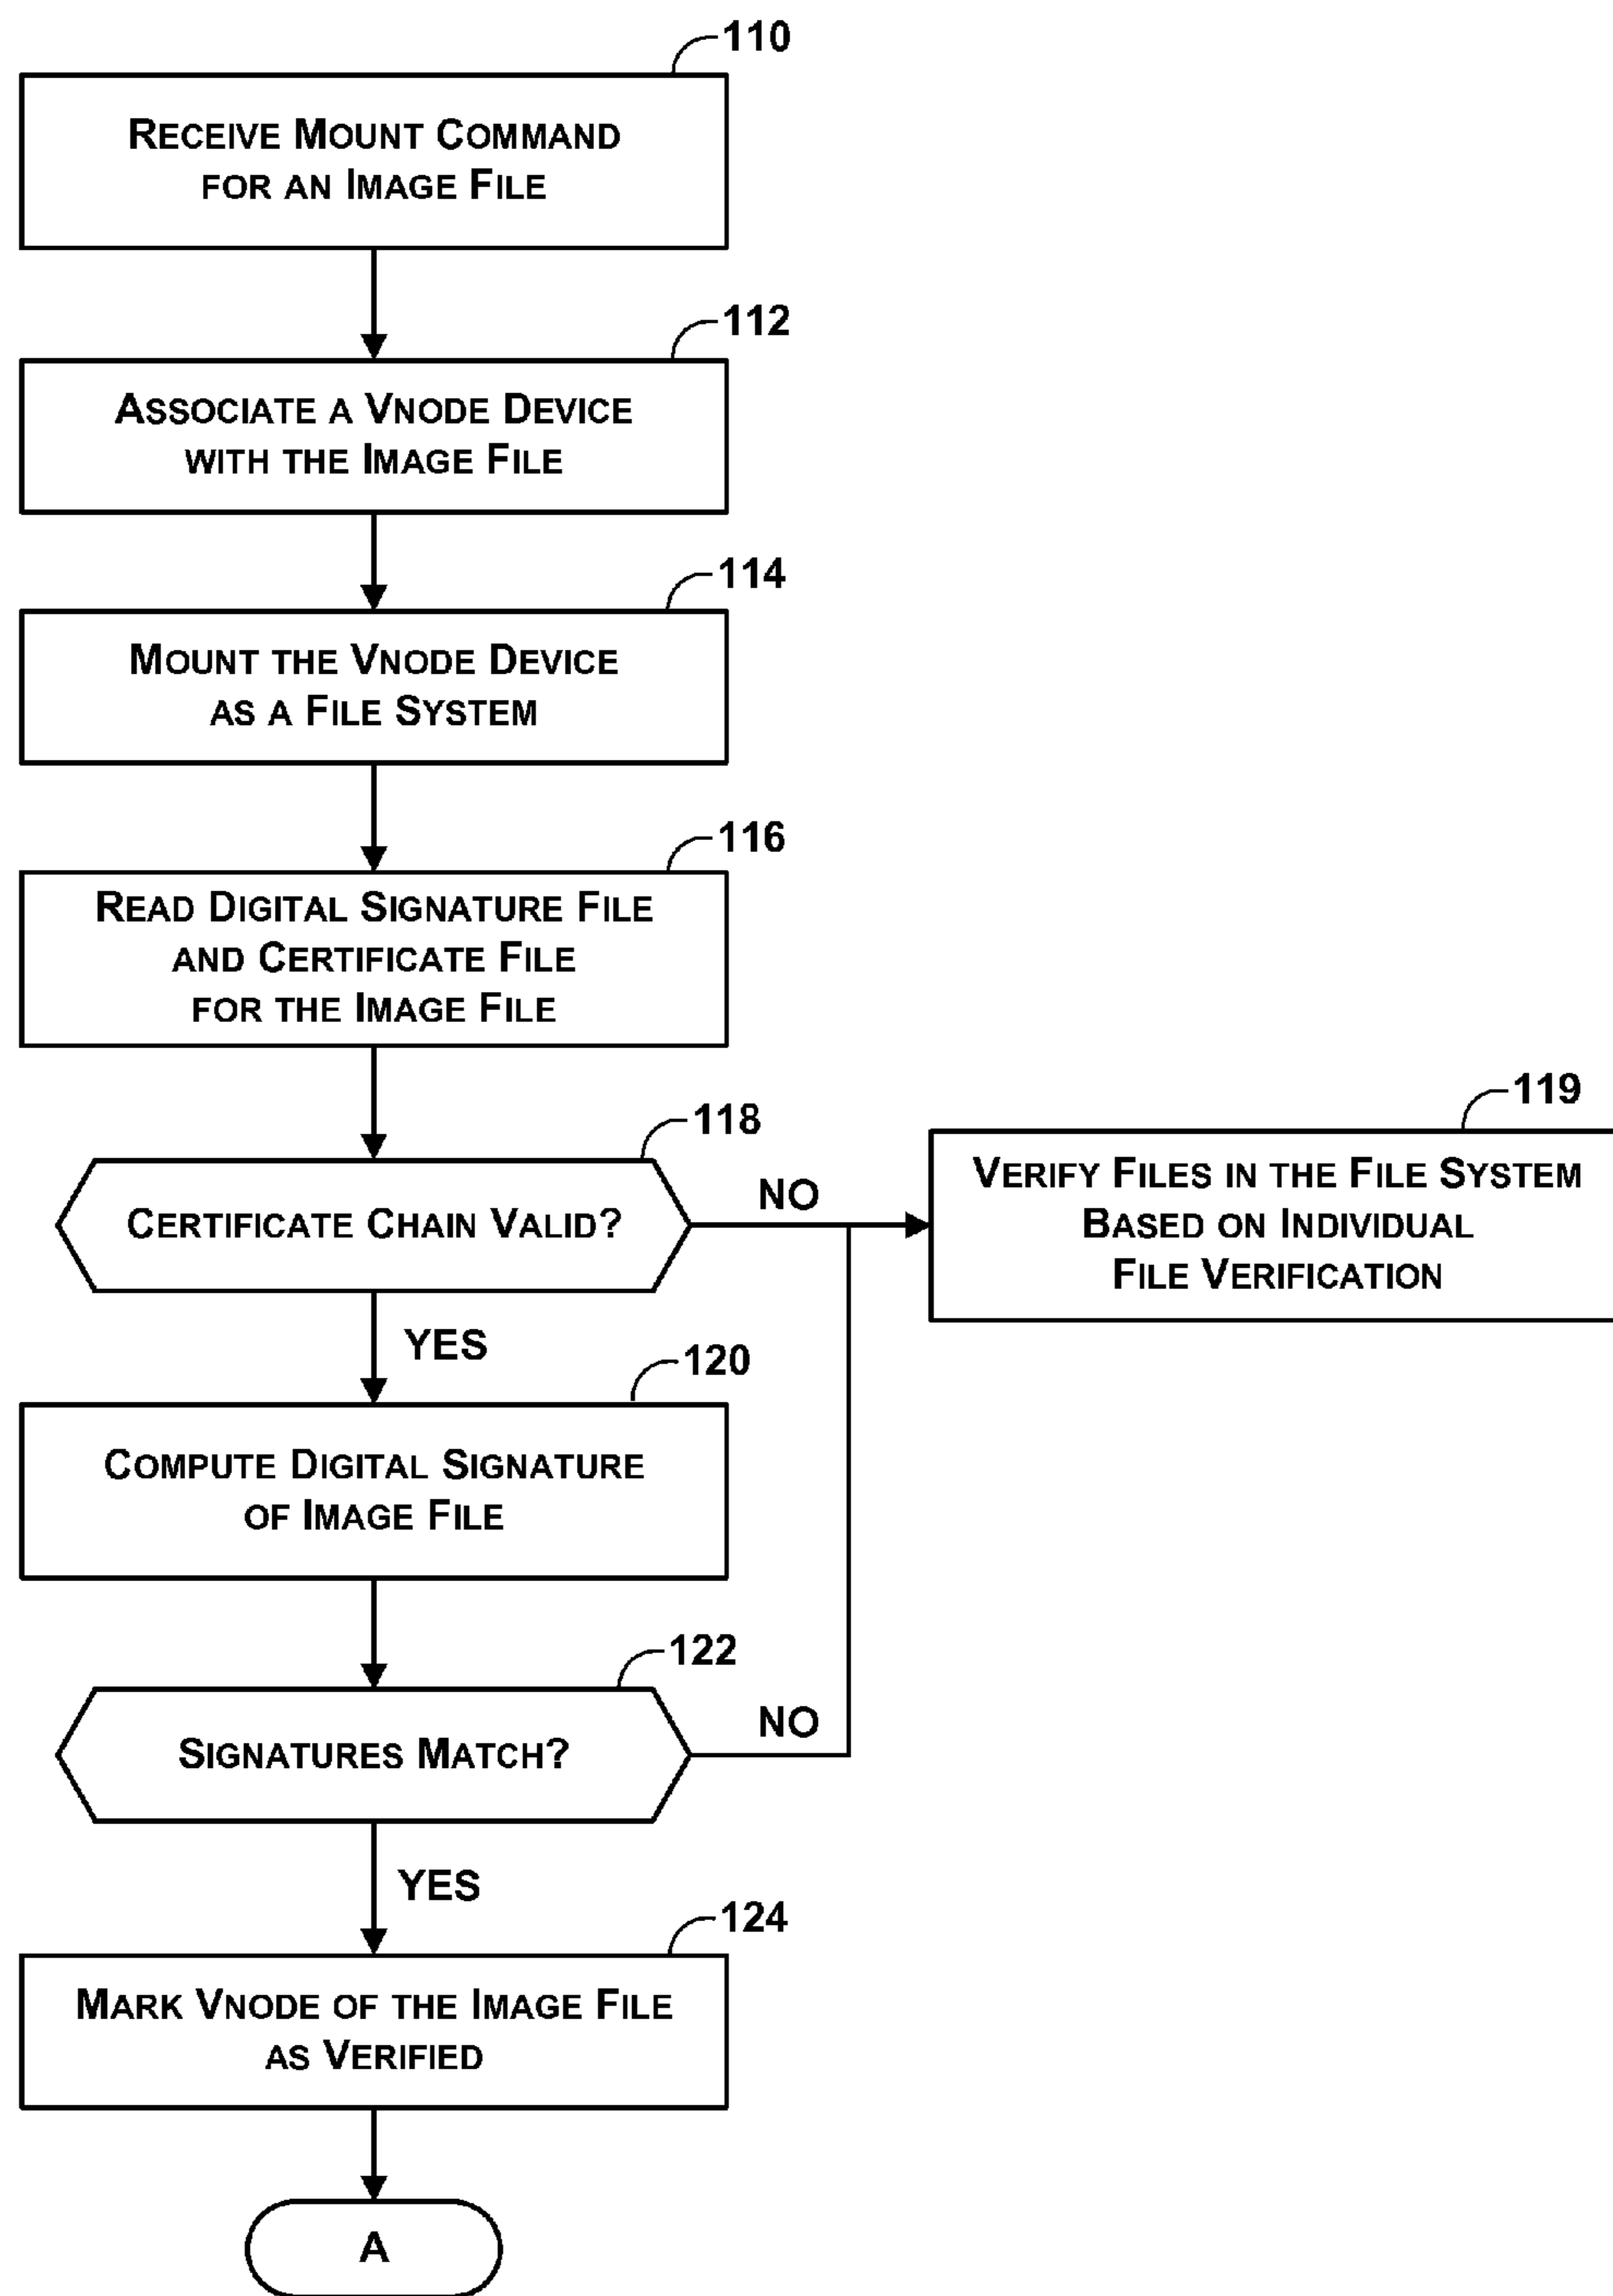 110
RECEIVE MOUNT COMMAND
FOR AN IMAGE FILE
112
ASSOCIATE A VNODE DEVICE
WITH THE IMAGE FILE
114
MOUNT THE VNODE DEVICE
AS A FILE SYSTEM
116
READ DIGITAL SIGNATURE FILE
AND CERTIFICATE FILE
FOR THE IMAGE FILE
118
CERTIFICATE CHAIN VALID?
NO
119
VERIFY FILES IN THE FILE SYSTEM
BASED ON INDIVIDUAL
FILE VERIFICATION
YES
120
COMPUTE DIGITAL SIGNATURE
OF IMAGE FILE
122
SIGNATURES MATCH?
NO
YES
124
MARK VNODE OF THE IMAGE FILE
AS VERIFIED
A